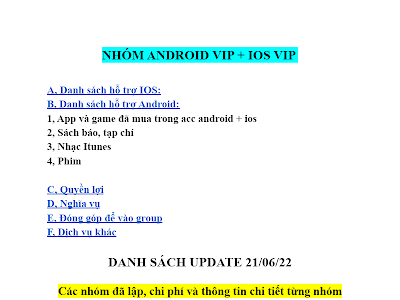 NHÓM ANDROID VIP + IOS VIP
A, Danh sách hỗ trợ IOS:
B, Danh sách hỗ trợ Android:
1, App và game đã mua trong acc android + ios
2, Sách báo, tạp chí
3, Nhạc Itunes
4, Phim
C, Quyền lợi
D, Nghĩa vụ
E, Đóng góp để vào group
F, Dịch vụ khác
DANH SÁCH UPDATE 21/06/22
Các nhóm đã lập, chi phí và thông tin chi tiết từng nhóm